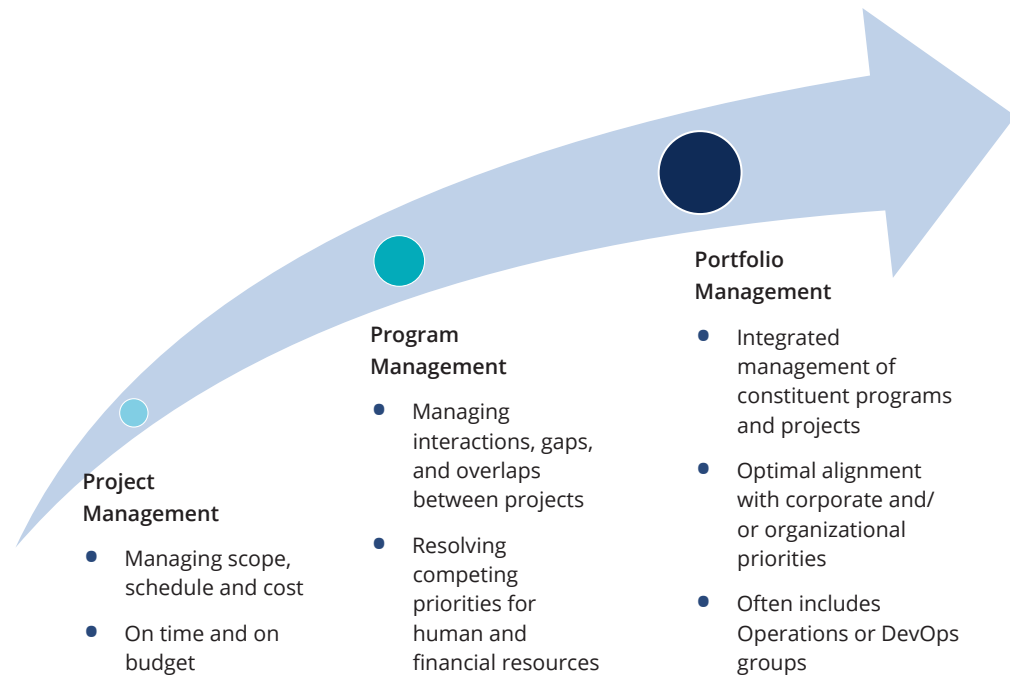 Project
Management
Managing scope,
schedule and cost
On time and on
budget
Program
Management
Managing
interactions, gaps,
and overlaps
between projects
Resolving
competing
priorities for
human and
financial resources
Portfolio
Management
Integrated
management of
constituent programs
and projects
Optimal alignment
with corporate and/
or organizational
priorities
Often includes
Operations or DevOps
groups